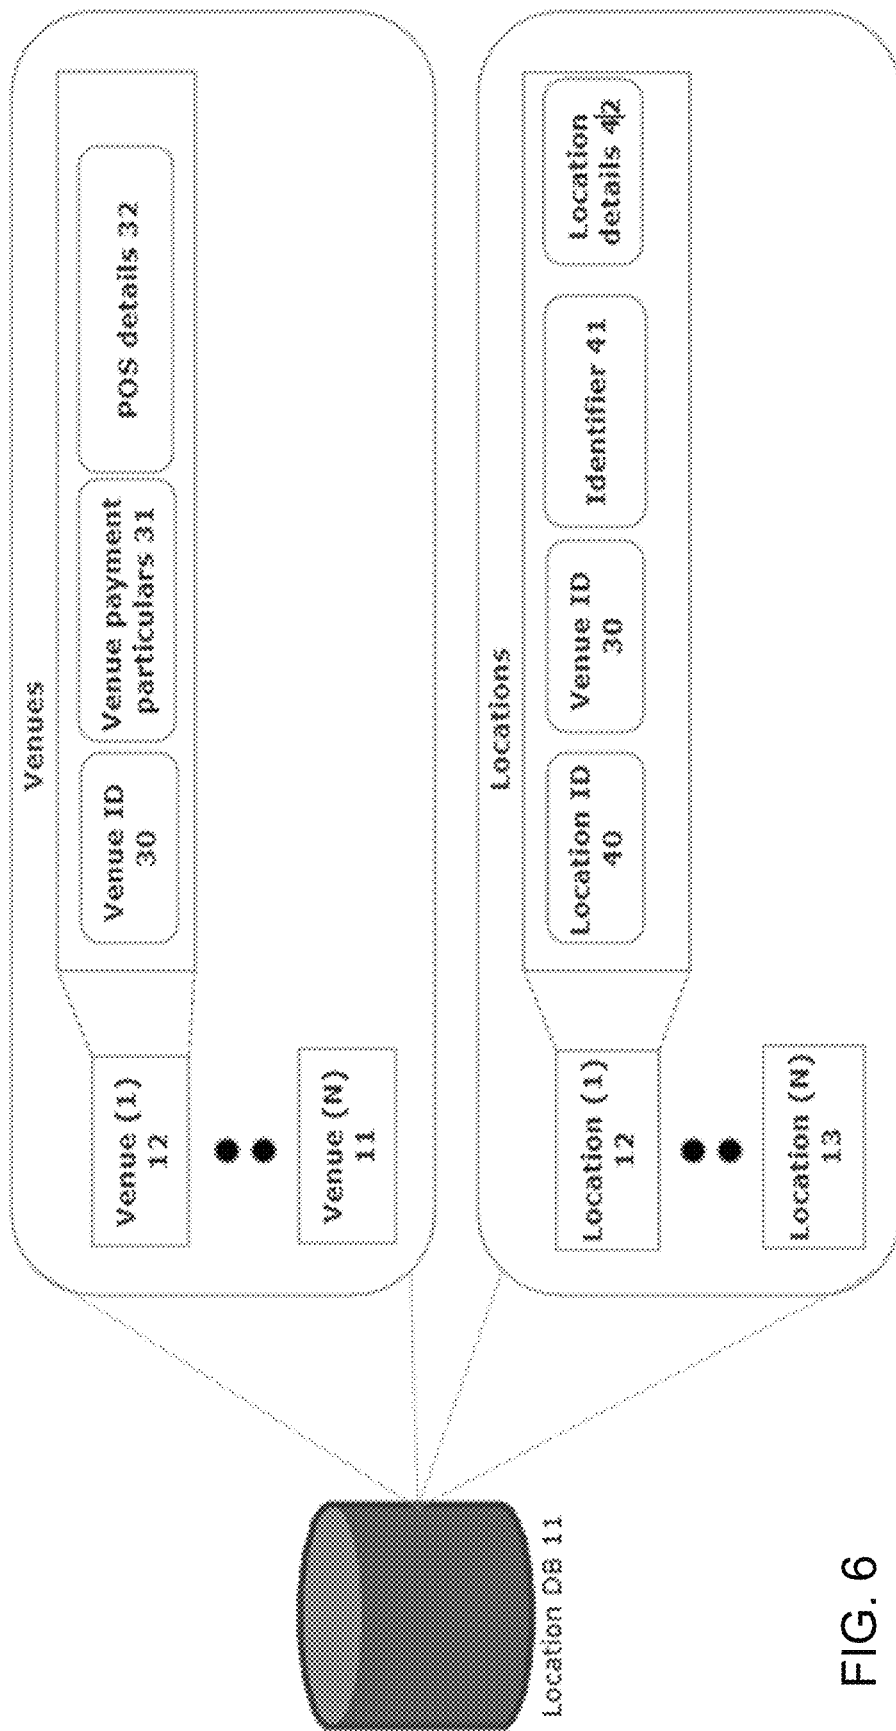 Venues
Venue (1)
12
Venue ID
30
Venue payment
particulars 31
POS details 32
Venue (N)
11
Location DB 11
Locations
Location (1)
12
Location ID
40
Venue ID
30
Identifier 41
Location
details 42
Location (N)
13
FIG. 6